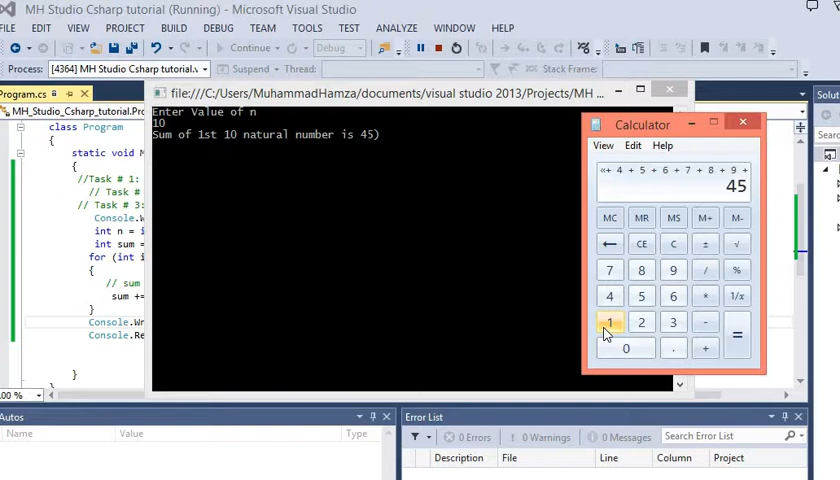 MH Studio Csharp tutorial (Running) - Microsoft Visual Studio
FILE EDIT VIEW PROJECT BUILD DEBUG TEAM TOOLS TEST ANALYZE WINDOW HELP
Continue Debug
Process: [4364] MH Studio Csharp tutorial. Suspend Thread: Stack Frame:
Program.cs
file:///C:/Users/MuhammadHamza/documents/visual studio 2013/Projects/MH ...
Solut
MH_Studio_Csharp_tutorial.Pr
class Program
static void M
{
//Task # 1:
// Task #
// Task # 3:
Console.W
int n = i
int sum =
for (int i
{
// sum
sum +=
}
Console.Wr
Console.Re
}
Enter Value of n
10
Sum of 1st 10 natural number is 45)
Calculator
View Edit Help
«+ 4 + 5 + 6 + 7 + 8 + 9 +
45
MC MR MS M+ M-
← CE C ± √
7 8 9 / %
4 5 6 * 1/x
1 2 3 - =
0 . +
00 %
Autos
Name Value Type
Error List
0 Errors 0 Warnings 0 Messages Search Error List
Description File Line Column Project